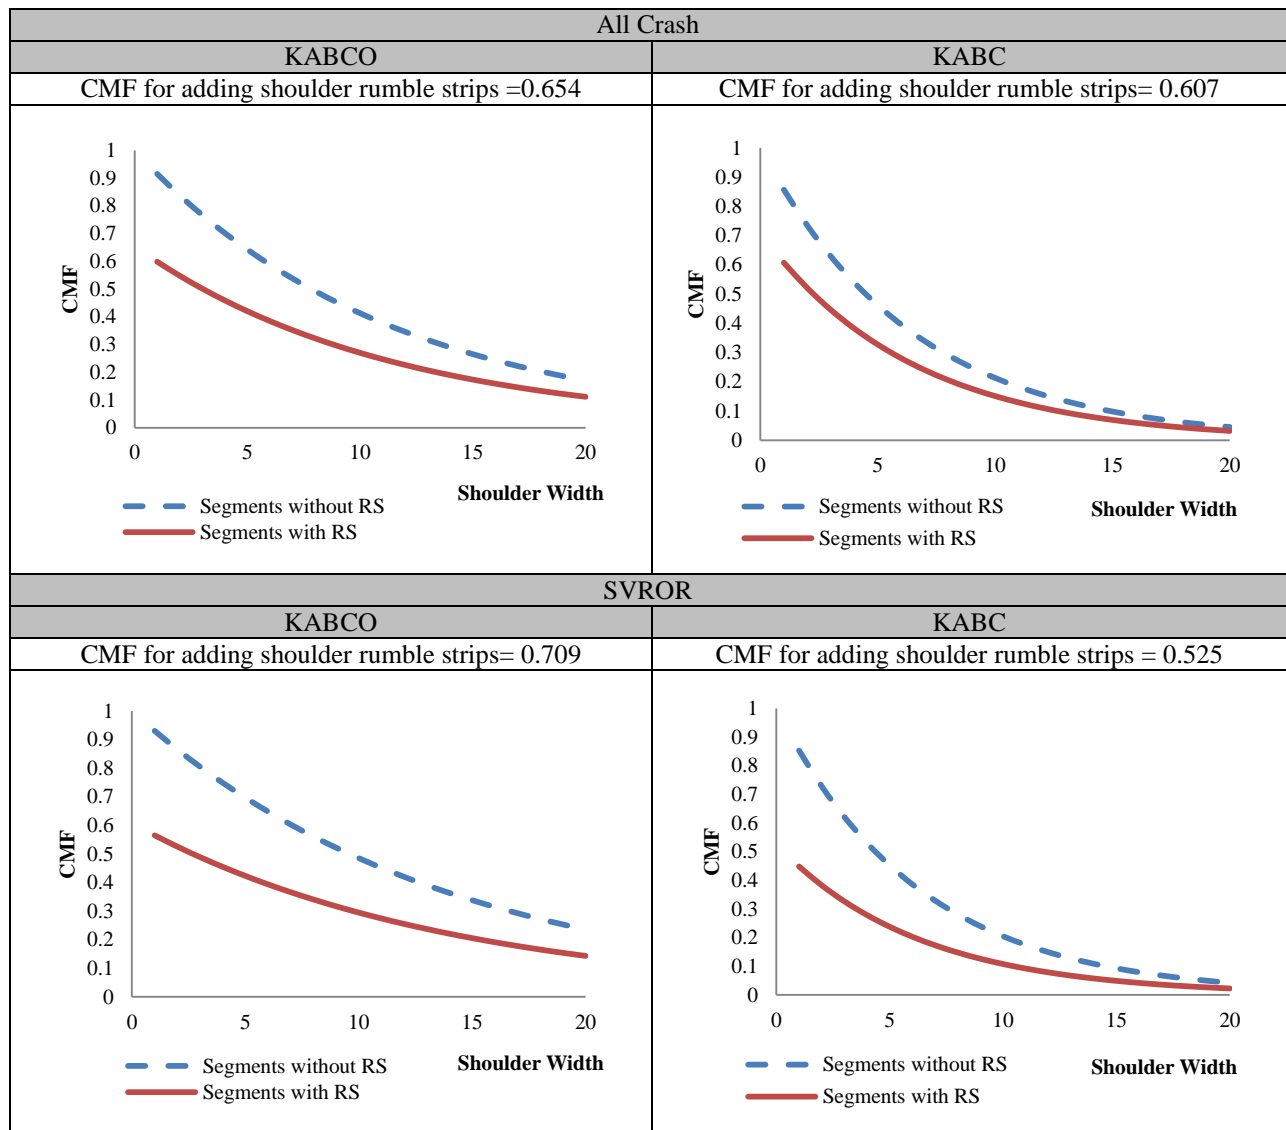 All Crash
KABCO KABC
CMF for adding shoulder rumble strips =0.654 CMF for adding shoulder rumble strips= 0.607
1
0.9
0.8
0.7
0.6
0.5
0.4
0.3
0.2
0.1
0
CMF
0 5 10 15 20
Shoulder Width
Segments without RS
Segments with RS
1
0.9
0.8
0.7
0.6
0.5
0.4
0.3
0.2
0.1
0
CMF
0 5 10 15 20
Shoulder Width
Segments without RS
Segments with RS
SVROR
KABCO KABC
CMF for adding shoulder rumble strips= 0.709 CMF for adding shoulder rumble strips = 0.525
1
0.9
0.8
0.7
0.6
0.5
0.4
0.3
0.2
0.1
0
CMF
0 5 10 15 20
Shoulder Width
Segments without RS
Segments with RS
1
0.9
0.8
0.7
0.6
0.5
0.4
0.3
0.2
0.1
0
CMF
0 5 10 15 20
Shoulder Width
Segments without RS
Segments with RS